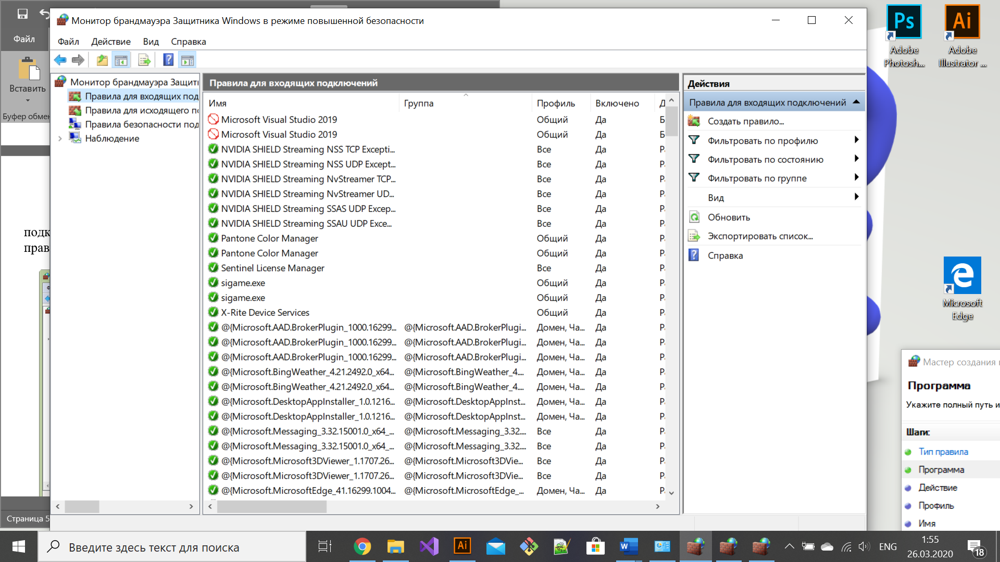 Монитор брандмауэра Защитника Windows в режиме повышенной безопасности
Файл Действие Вид Справка
Файл
Вставить
Буфер обмен
подк
прав
Страница 5
Монитор брандмауэра Защитн
Правила для входящих под
Правила для исходящего по
Правила безопасности под
Наблюдение
Правила для входящих подключений
Имя Группа Профиль Включено Д
Microsoft Visual Studio 2019 Общий Да Б
Microsoft Visual Studio 2019 Общий Да Б
NVIDIA SHIELD Streaming NSS TCP Excepti... Все Да Р
NVIDIA SHIELD Streaming NSS UDP Except... Все Да Р
NVIDIA SHIELD Streaming NvStreamer TCP... Все Да Р
NVIDIA SHIELD Streaming NvStreamer UD... Все Да Р
NVIDIA SHIELD Streaming SSAS UDP Excep... Все Да Р
NVIDIA SHIELD Streaming SSAU UDP Exce... Все Да Р
Pantone Color Manager Общий Да Р
Pantone Color Manager Общий Да Р
Sentinel License Manager Все Да Р
sigame.exe Общий Да Р
sigame.exe Общий Да Р
X-Rite Device Services Общий Да Р
@{Microsoft.AAD.BrokerPlugin_1000.16299... @{Microsoft.AAD.BrokerPlugi... Домен, Ча... Да Р
@{Microsoft.AAD.BrokerPlugin_1000.16299... @{Microsoft.AAD.BrokerPlugi... Домен, Ча... Да Р
@{Microsoft.AAD.BrokerPlugin_1000.16299... @{Microsoft.AAD.BrokerPlugi... Домен, Ча... Да Р
@{Microsoft.BingWeather_4.21.2492.0_x64... @{Microsoft.BingWeather_4.... Домен, Ча... Да Р
@{Microsoft.BingWeather_4.21.2492.0_x64... @{Microsoft.BingWeather_4.... Домен, Ча... Да Р
@{Microsoft.DesktopAppInstaller_1.0.1216... @{Microsoft.DesktopAppInst... Домен, Ча... Да Р
@{Microsoft.DesktopAppInstaller_1.0.1216... @{Microsoft.DesktopAppInst... Домен, Ча... Да Р
@{Microsoft.Messaging_3.32.15001.0_x64_... @{Microsoft.Messaging_3.32.... Все Да Р
@{Microsoft.Messaging_3.32.15001.0_x64_... @{Microsoft.Messaging_3.32.... Все Да Р
@{Microsoft.Microsoft3DViewer_1.1707.26... @{Microsoft.Microsoft3DVie... Все Да Р
@{Microsoft.Microsoft3DViewer_1.1707.26... @{Microsoft.Microsoft3DVie... Все Да Р
@{Microsoft.MicrosoftEdge_41.16299.1004... @{Microsoft.MicrosoftEdge_... Домен, Ча... Да Р
Действия
Правила для входящих подключений
Создать правило...
Фильтровать по профилю
Фильтровать по состоянию
Фильтровать по группе
Вид
Обновить
Экспортировать список...
Справка
Ps
Adobe
Photosh...
Ai
Adobe
Illustrator ...
Microsoft
Edge
Мастер создания
Программа
Укажите полный путь и
Шаги:
Тип правила
Программа
Действие
Профиль
Имя
Введите здесь текст для поиска
Ai
W
ENG
1:55
26.03.2020
18